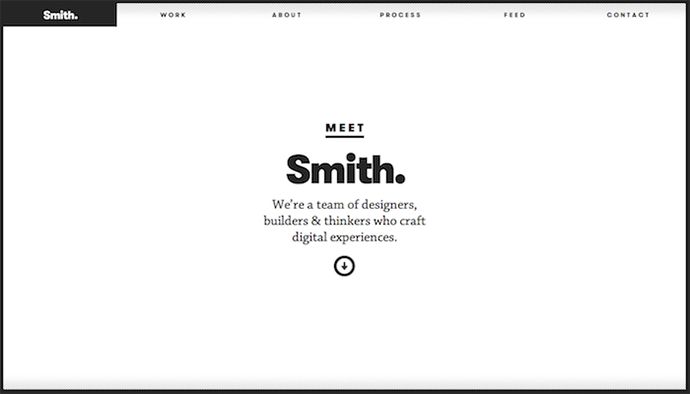 Smith. WORK ABOUT PROCESS FEED CONTACT
MEET
Smith.
We're a team of designers,
builders & thinkers who craft
digital experiences.